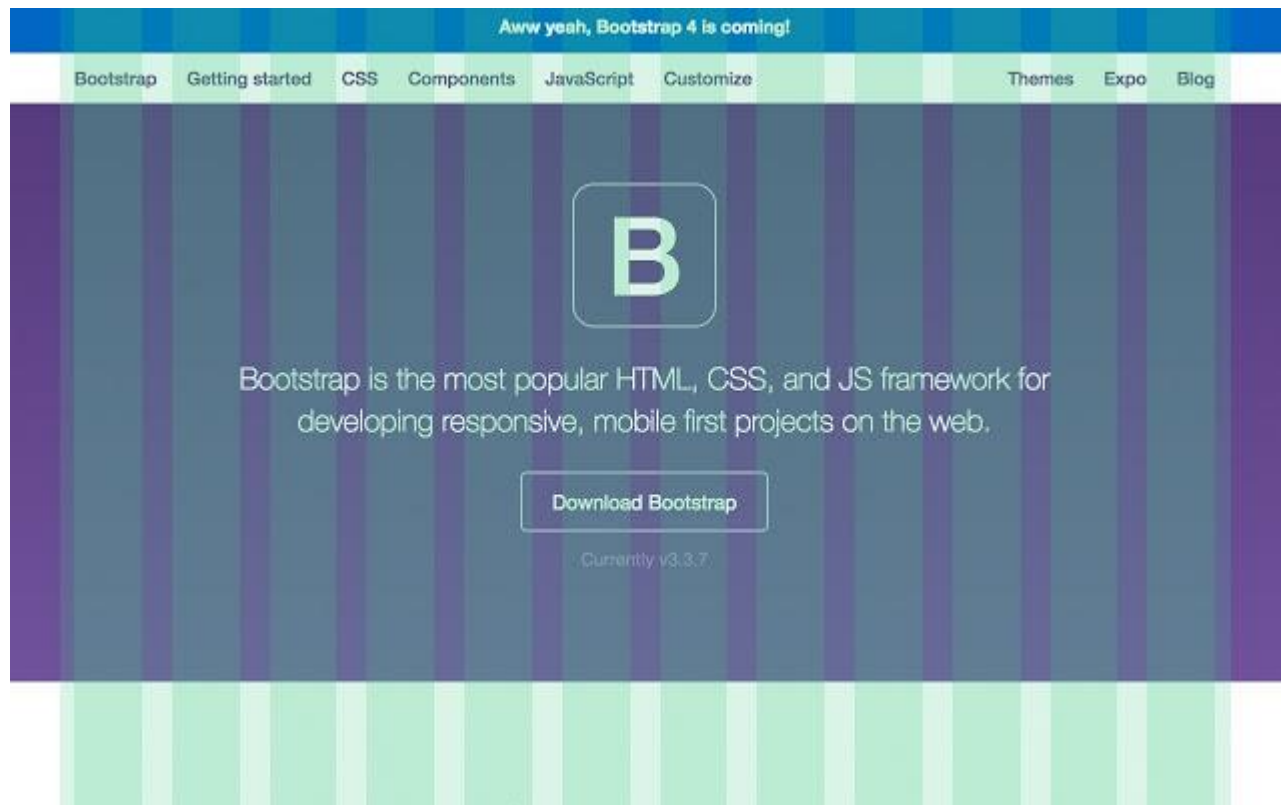 Aww yeah, Bootstrap 4 is coming!
Bootstrap Getting started CSS Components JavaScript Customize Themes Expo Blog
B
Bootstrap is the most popular HTML, CSS, and JS framework for
developing responsive, mobile first projects on the web.
Download Bootstrap
Currently v3.3.7